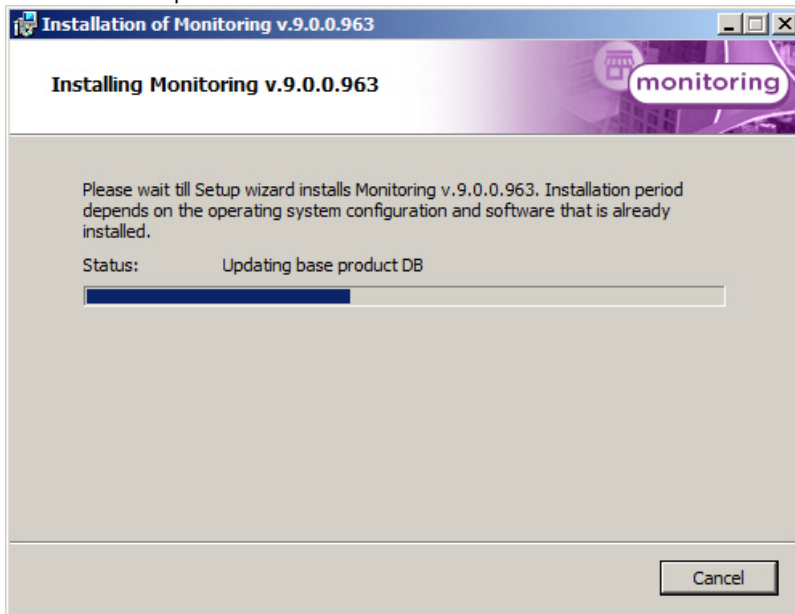 Installation of Monitoring v.9.0.0.963
Installing Monitoring v.9.0.0.963
monitoring
Please wait till Setup wizard installs Monitoring v.9.0.0.963. Installation period
depends on the operating system configuration and software that is already
installed.
Status: Updating base product DB
Cancel